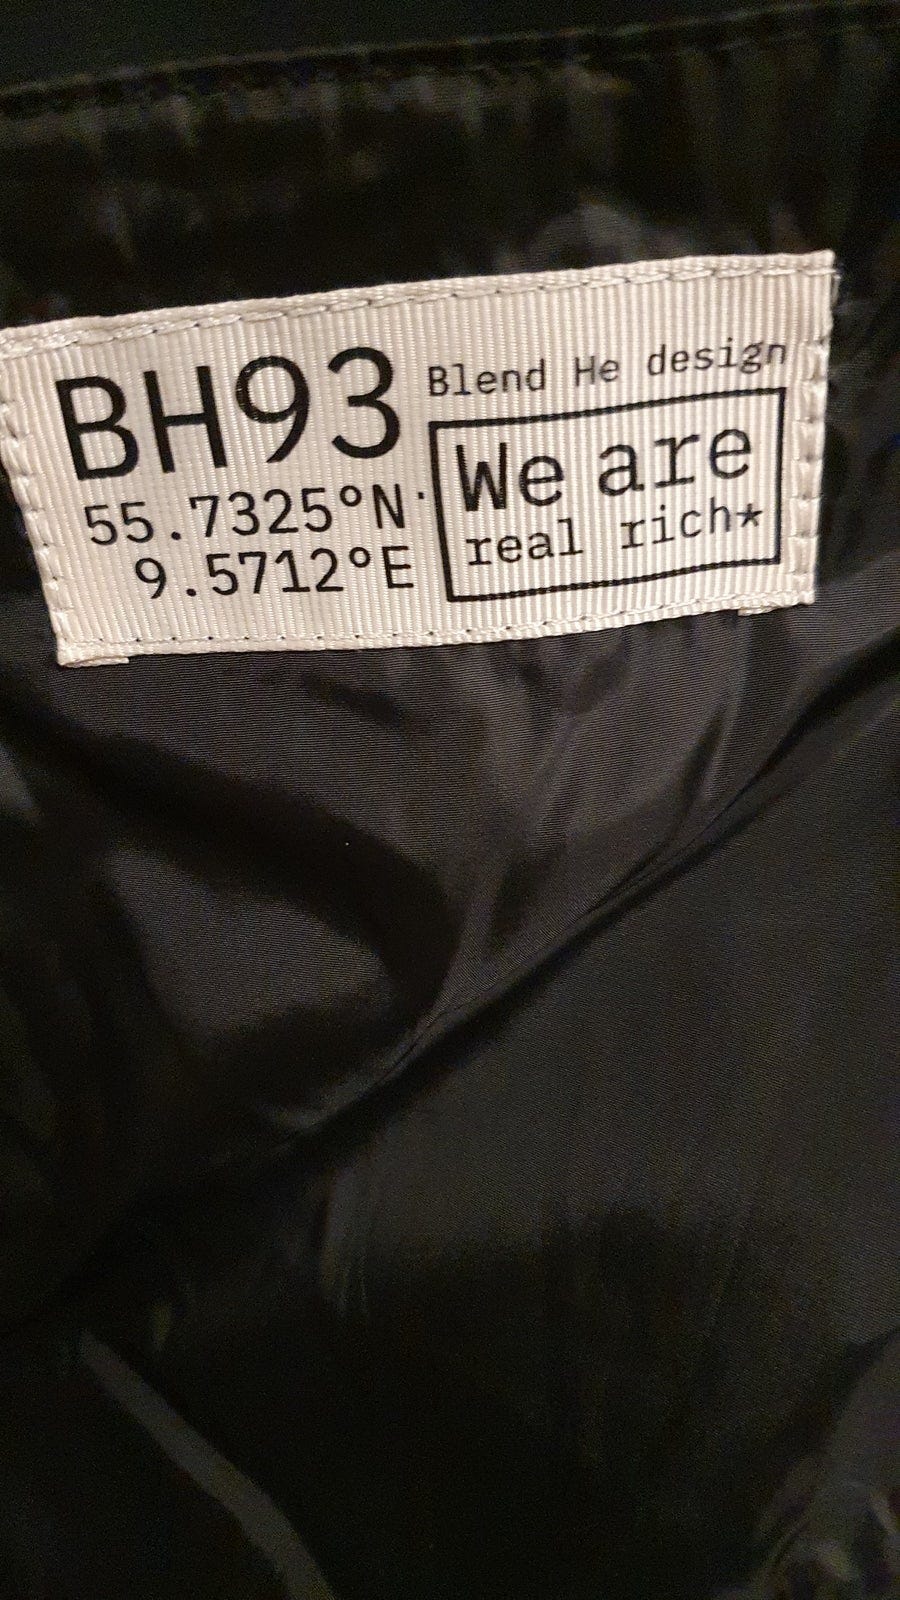 BH93
55.7325°N·
9.5712°E
Blend He design
We are
real rich★